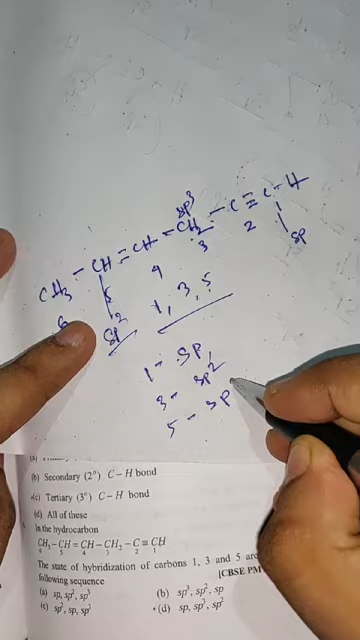 sp3
CH3 - CH = CH - CH2 - C ≡ C - H
6 5 4 3 2 1
sp2
sp
1, 3, 5
1 - sp,
3 - sp2
5 - sp
(b) Secondary (2°) C – H bond
(c) Tertiary (3°) C – H bond
(d) All of these
In the hydrocarbon
CH3 – CH = CH – CH2 – C ≡ CH
6 5 4 3 2 1
The state of hybridization of carbons 1, 3 and 5 are
following sequence [CBSE PM
(a) sp, sp2, sp3 (b) sp3, sp2, sp
(c) sp2, sp, sp3 (d) sp, sp3, sp2